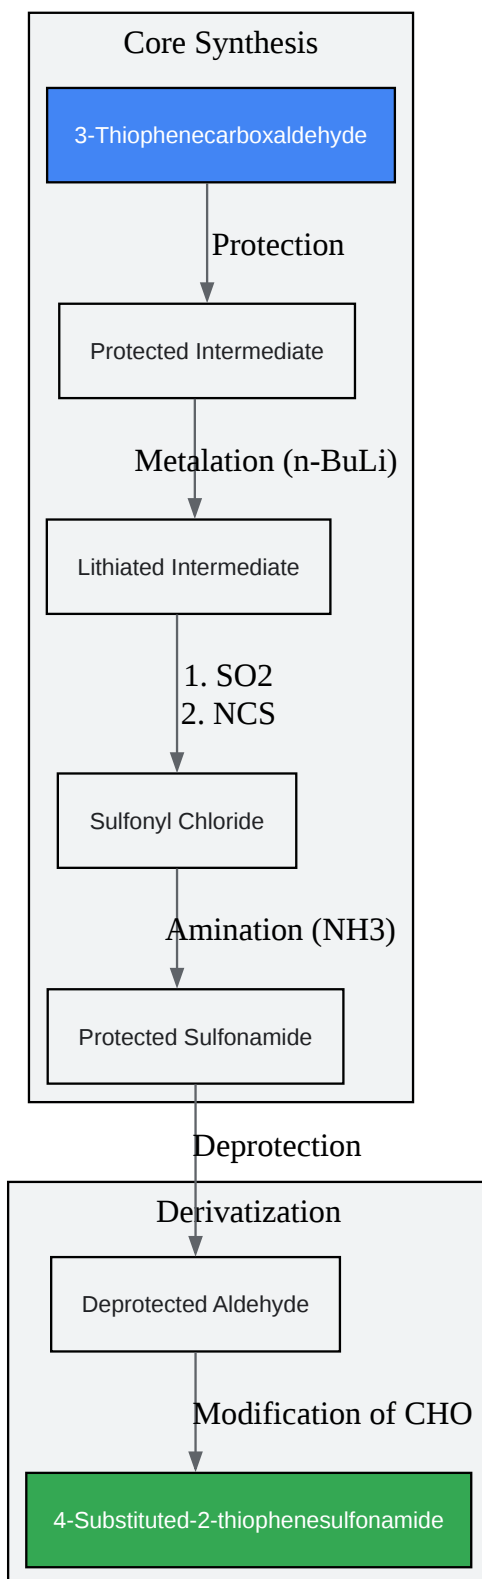 Core Synthesis
3-Thiophenecarboxaldehyde
Protection
Protected Intermediate
Metalation (n-BuLi)
Lithiated Intermediate
1. SO2
2. NCS
Sulfonyl Chloride
Amination (NH3)
Protected Sulfonamide
Deprotection
Derivatization
Deprotected Aldehyde
Modification of CHO
4-Substituted-2-thiophenesulfonamide